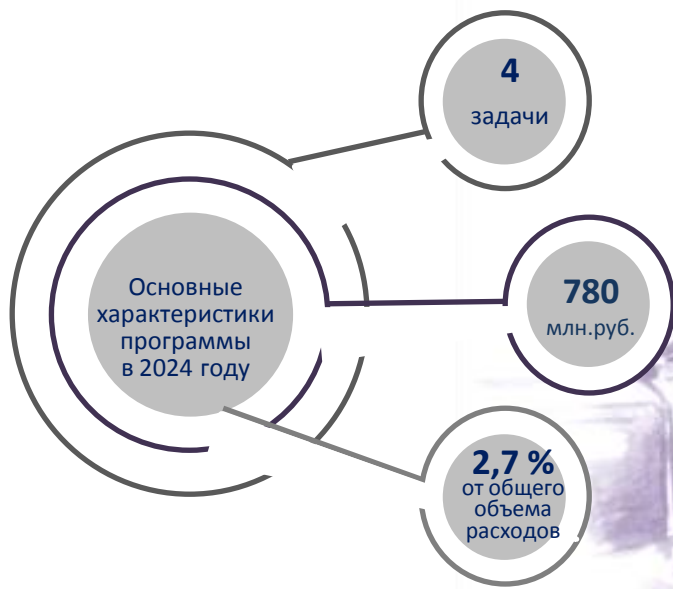 4
задачи
Основные
характеристики
программы
в 2024 году
780
млн.руб.
2,7 %
от общего
объема
расходов